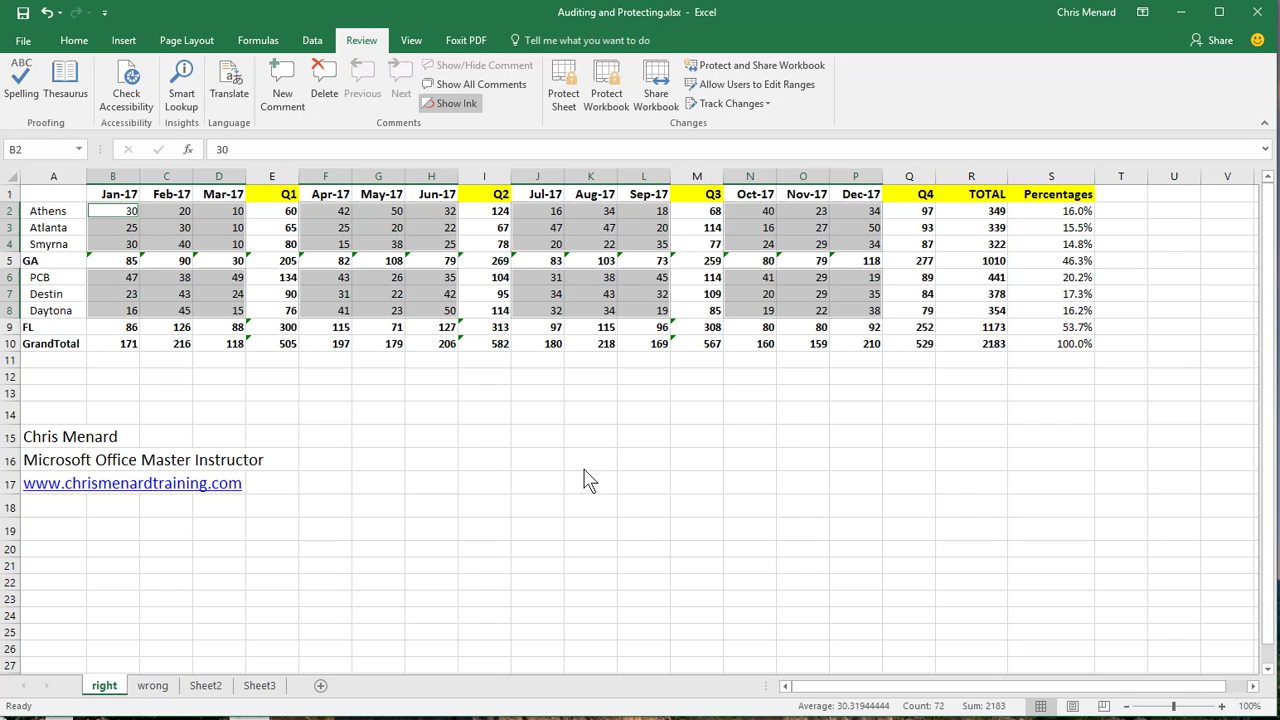 Auditing and Protecting.xlsx - Excel
Chris Menard
File Home Insert Page Layout Formulas Data Review View Foxit PDF Tell me what you want to do Share
ABC
Spelling Thesaurus
Proofing
Check Accessibility
Accessibility
Smart Lookup
Insights
Translate
Language
New Comment Delete Previous Next
Show/Hide Comment
Show All Comments
Show Ink
Comments
Protect Sheet Protect Workbook Share Workbook
Protect and Share Workbook
Allow Users to Edit Ranges
Track Changes
Changes
B2 fx 30
A B C D E F G H I J K L M N O P Q R S T U V
1 Jan-17 Feb-17 Mar-17 Q1 Apr-17 May-17 Jun-17 Q2 Jul-17 Aug-17 Sep-17 Q3 Oct-17 Nov-17 Dec-17 Q4 TOTAL Percentages
2 Athens 30 20 10 60 42 50 32 124 16 34 18 68 40 23 34 97 349 16.0%
3 Atlanta 25 30 10 65 25 20 22 67 47 47 20 114 16 27 50 93 339 15.5%
4 Smyrna 30 40 10 80 15 38 25 78 20 22 35 77 24 29 34 87 322 14.8%
5 GA 85 90 30 205 82 108 79 269 83 103 73 259 80 79 118 277 1010 46.3%
6 PCB 47 38 49 134 43 26 35 104 31 38 45 114 41 29 19 89 441 20.2%
7 Destin 23 43 24 90 31 22 42 95 34 43 32 109 20 29 35 84 378 17.3%
8 Daytona 16 45 15 76 41 23 50 114 32 34 19 85 19 22 38 79 354 16.2%
9 FL 86 126 88 300 115 71 127 313 97 115 96 308 80 80 92 252 1173 53.7%
10 GrandTotal 171 216 118 505 197 179 206 582 180 218 169 567 160 159 210 529 2183 100.0%
11
12
13
14
15 Chris Menard
16 Microsoft Office Master Instructor
17 www.chrismenardtraining.com
18
19
20
21
22
23
24
25
26
27
right wrong Sheet2 Sheet3
Ready Average: 30.31944444 Count: 72 Sum: 2183 100%